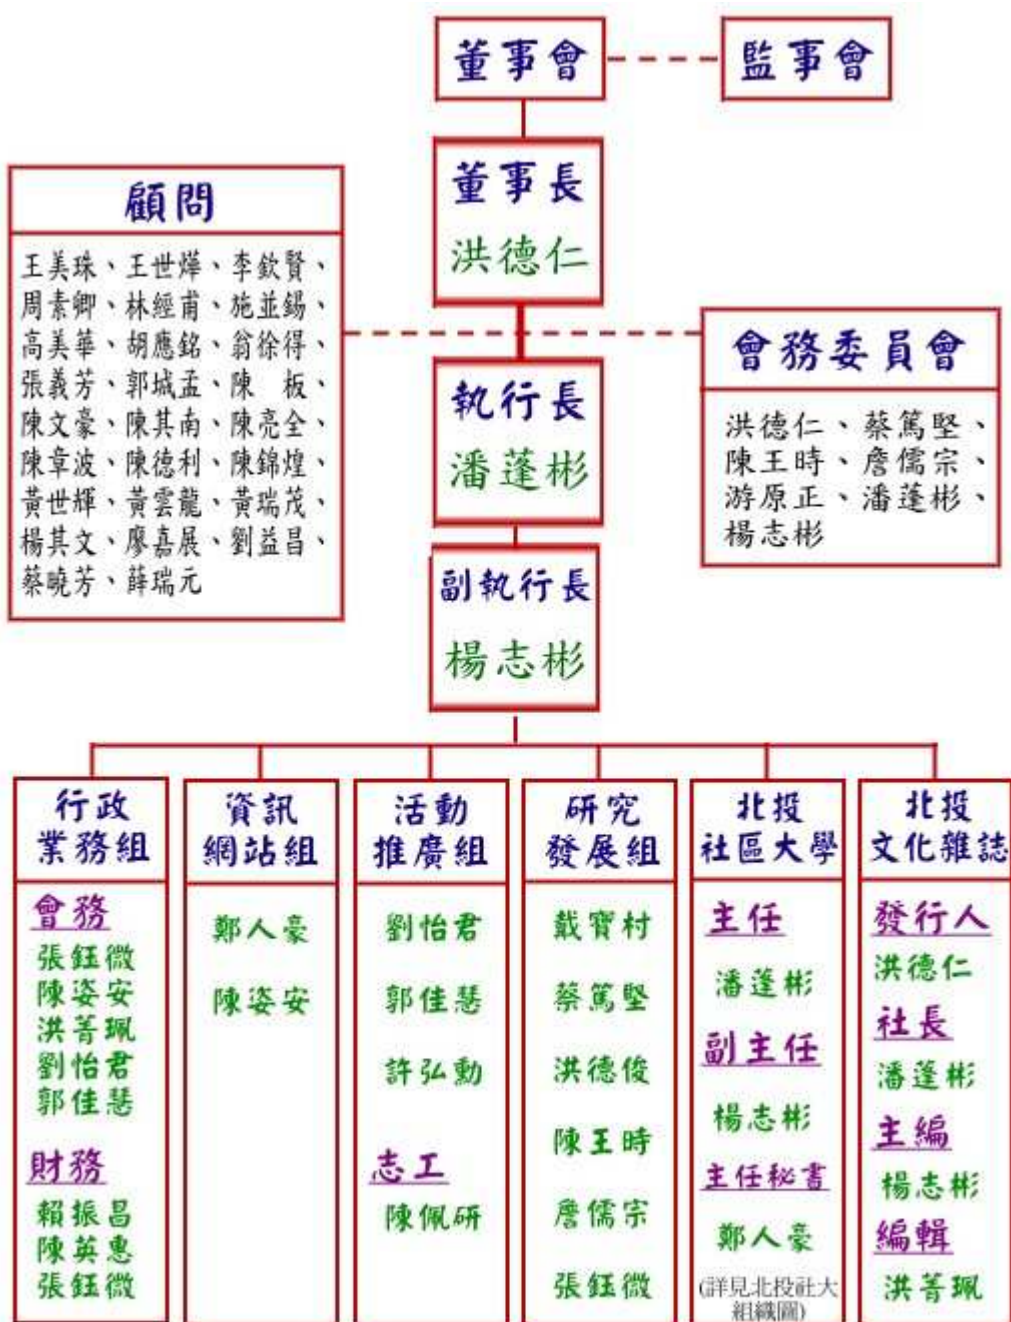 董事會
監事會
董事長
洪德仁
顧問
王美珠、王世燁、李欽賢、
周素卿、林經甫、施並錫、
高美華、胡應銘、翁徐得、
張義芳、郭城孟、陳　板、
陳文豪、陳其南、陳亮全、
陳章波、陳德利、陳錦煌、
黃世輝、黃雲龍、黃瑞茂、
楊其文、廖嘉展、劉益昌、
蔡曉芳、薛瑞元
執行長
潘蓬彬
會務委員會
洪德仁、蔡篤堅、
陳王時、詹儒宗、
游原正、潘蓬彬、
楊志彬
副執行長
楊志彬
行政
業務組
會務
張鈺微
陳姿安
洪菁珮
劉怡君
郭佳慧
財務
賴振昌
陳英惠
張鈺微
資訊
網站組
鄭人豪
陳姿安
活動
推廣組
劉怡君
郭佳慧
許弘勳
志工
陳佩研
研究
發展組
戴寶村
蔡篤堅
洪德俊
陳王時
詹儒宗
張鈺微
北投
社區大學
主任
潘蓬彬
副主任
楊志彬
主任秘書
鄭人豪
(詳見北投社大
組織圖)
北投
文化雜誌
發行人
洪德仁
社長
潘蓬彬
主編
楊志彬
編輯
洪菁珮